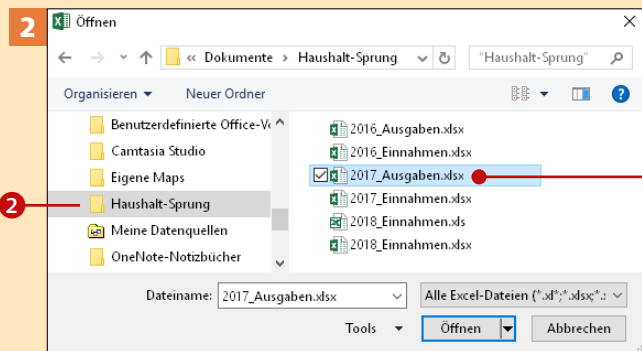 2
Öffnen
« Dokumente > Haushalt-Sprung
"Haushalt-Sprung"
Organisieren
Neuer Ordner
Benutzerdefinierte Office-Vo
Camtasia Studio
Eigene Maps
Haushalt-Sprung
Meine Datenquellen
OneNote-Notizbücher
2
2016_Ausgaben.xlsx
2016_Einnahmen.xlsx
2017_Ausgaben.xlsx
2017_Einnahmen.xlsx
2018_Einnahmen.xls
2018_Einnahmen.xlsx
Dateiname: 2017_Ausgaben.xlsx
Alle Excel-Dateien (*.xl*;*.xlsx;*.:
Tools
Öffnen
Abbrechen